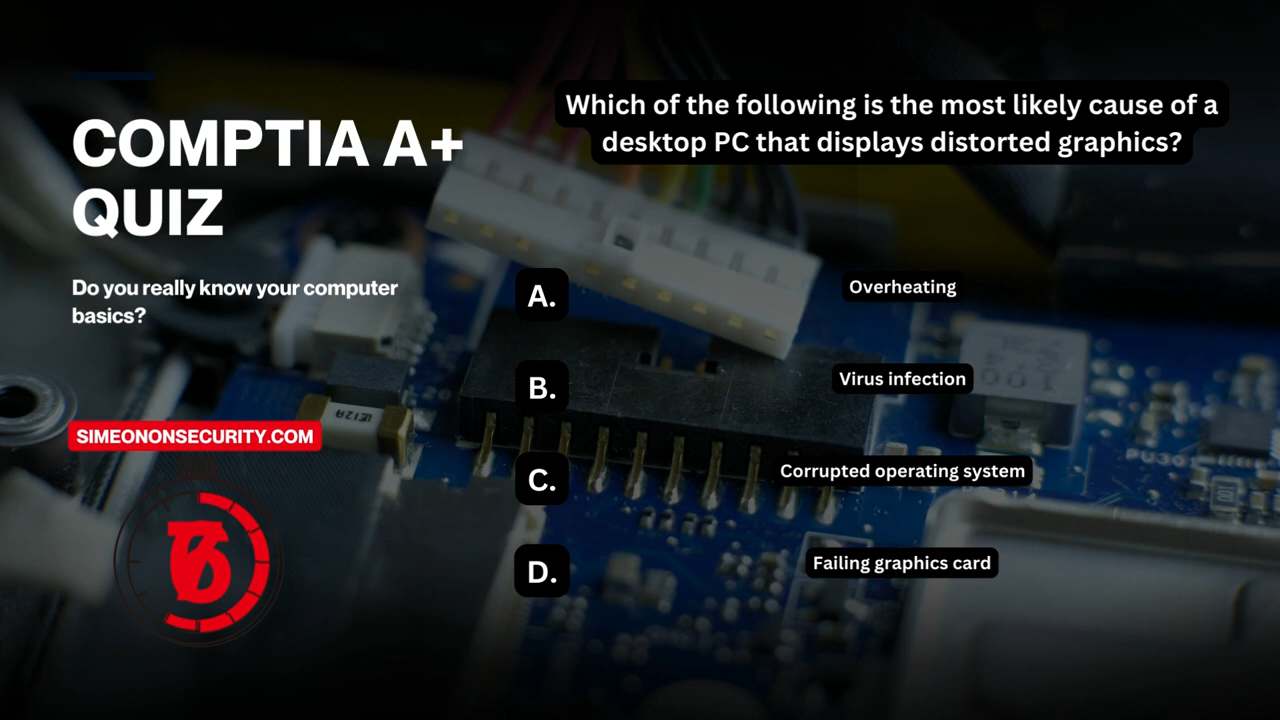 COMPTIA A+
QUIZ
Do you really know your computer
basics?
SIMEONONSECURITY.COM
Which of the following is the most likely cause of a
desktop PC that displays distorted graphics?
A.
Overheating
B.
Virus infection
C.
Corrupted operating system
D.
Failing graphics card
PU301